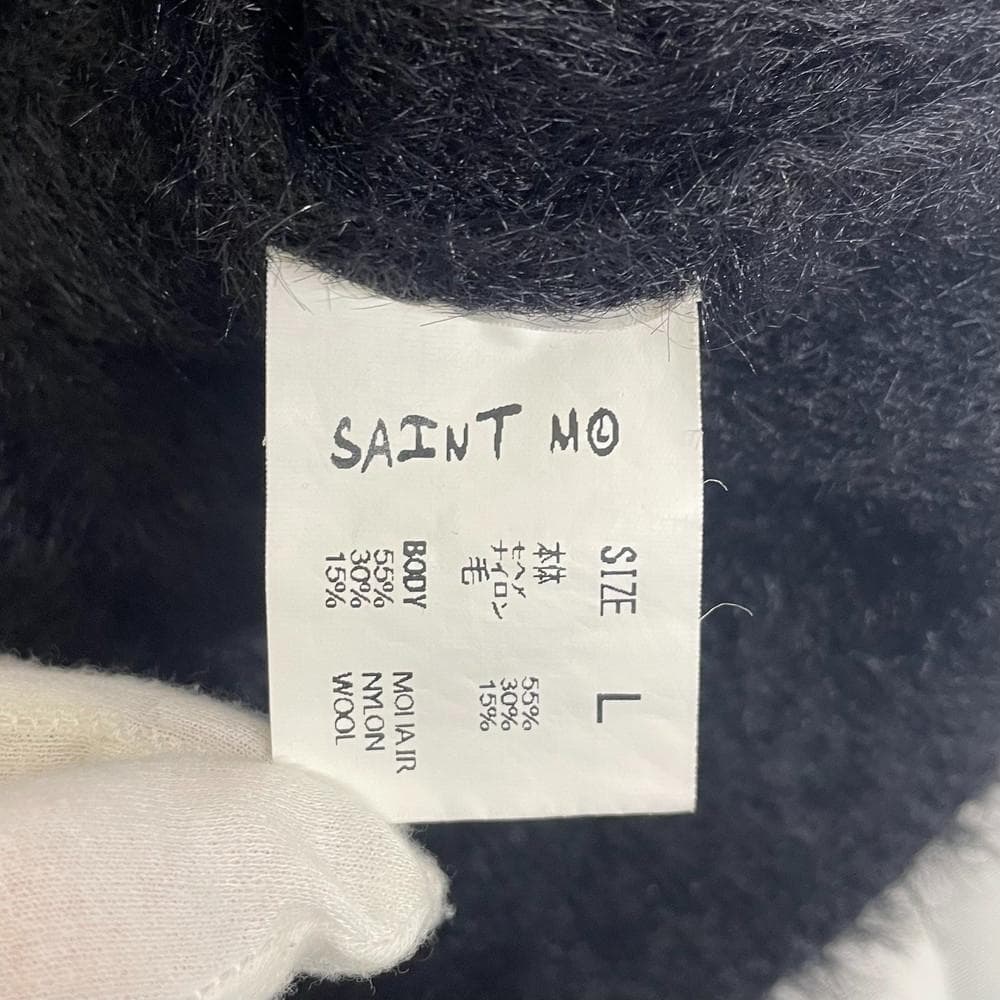 SAINT MⒸ
SIZE L
本体
モヘア 55%
ナイロン 30%
毛 15%
BODY
55% MOHAIR
30% NYLON
15% WOOL